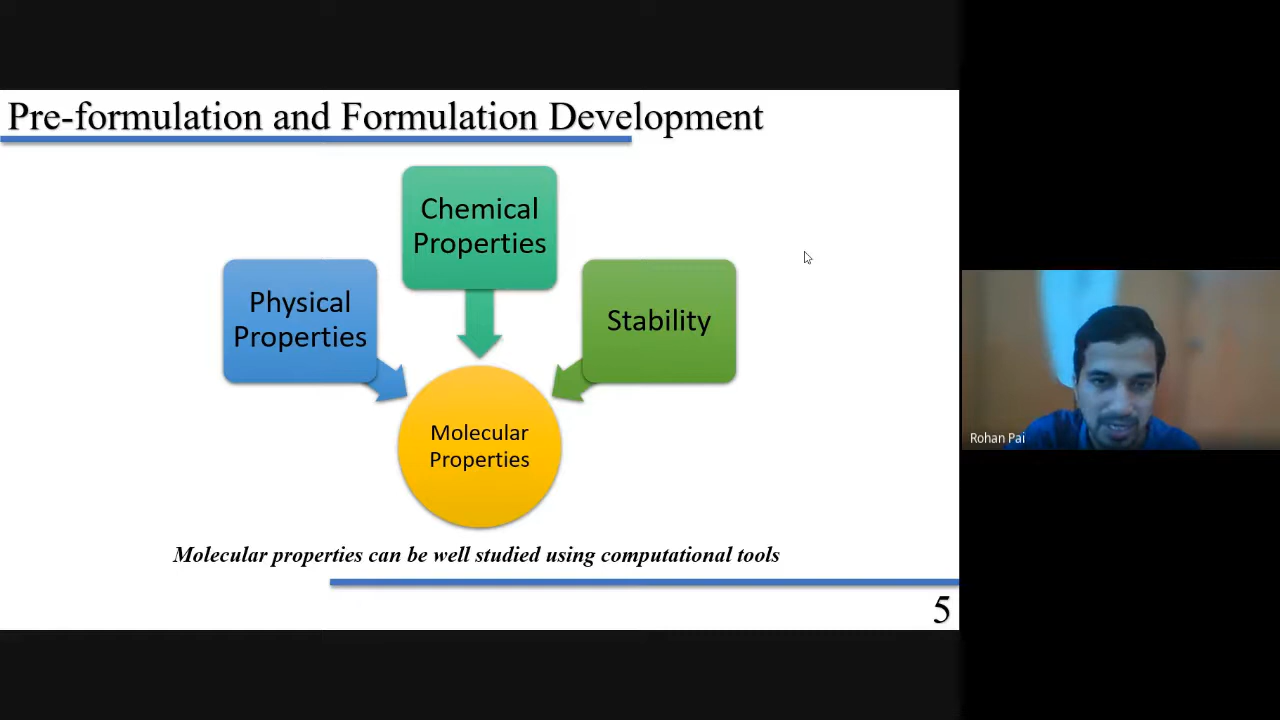 Pre-formulation and Formulation Development
Chemical
Properties
Physical
Properties
Stability
Molecular
Properties
Molecular properties can be well studied using computational tools
5
Rohan Pai